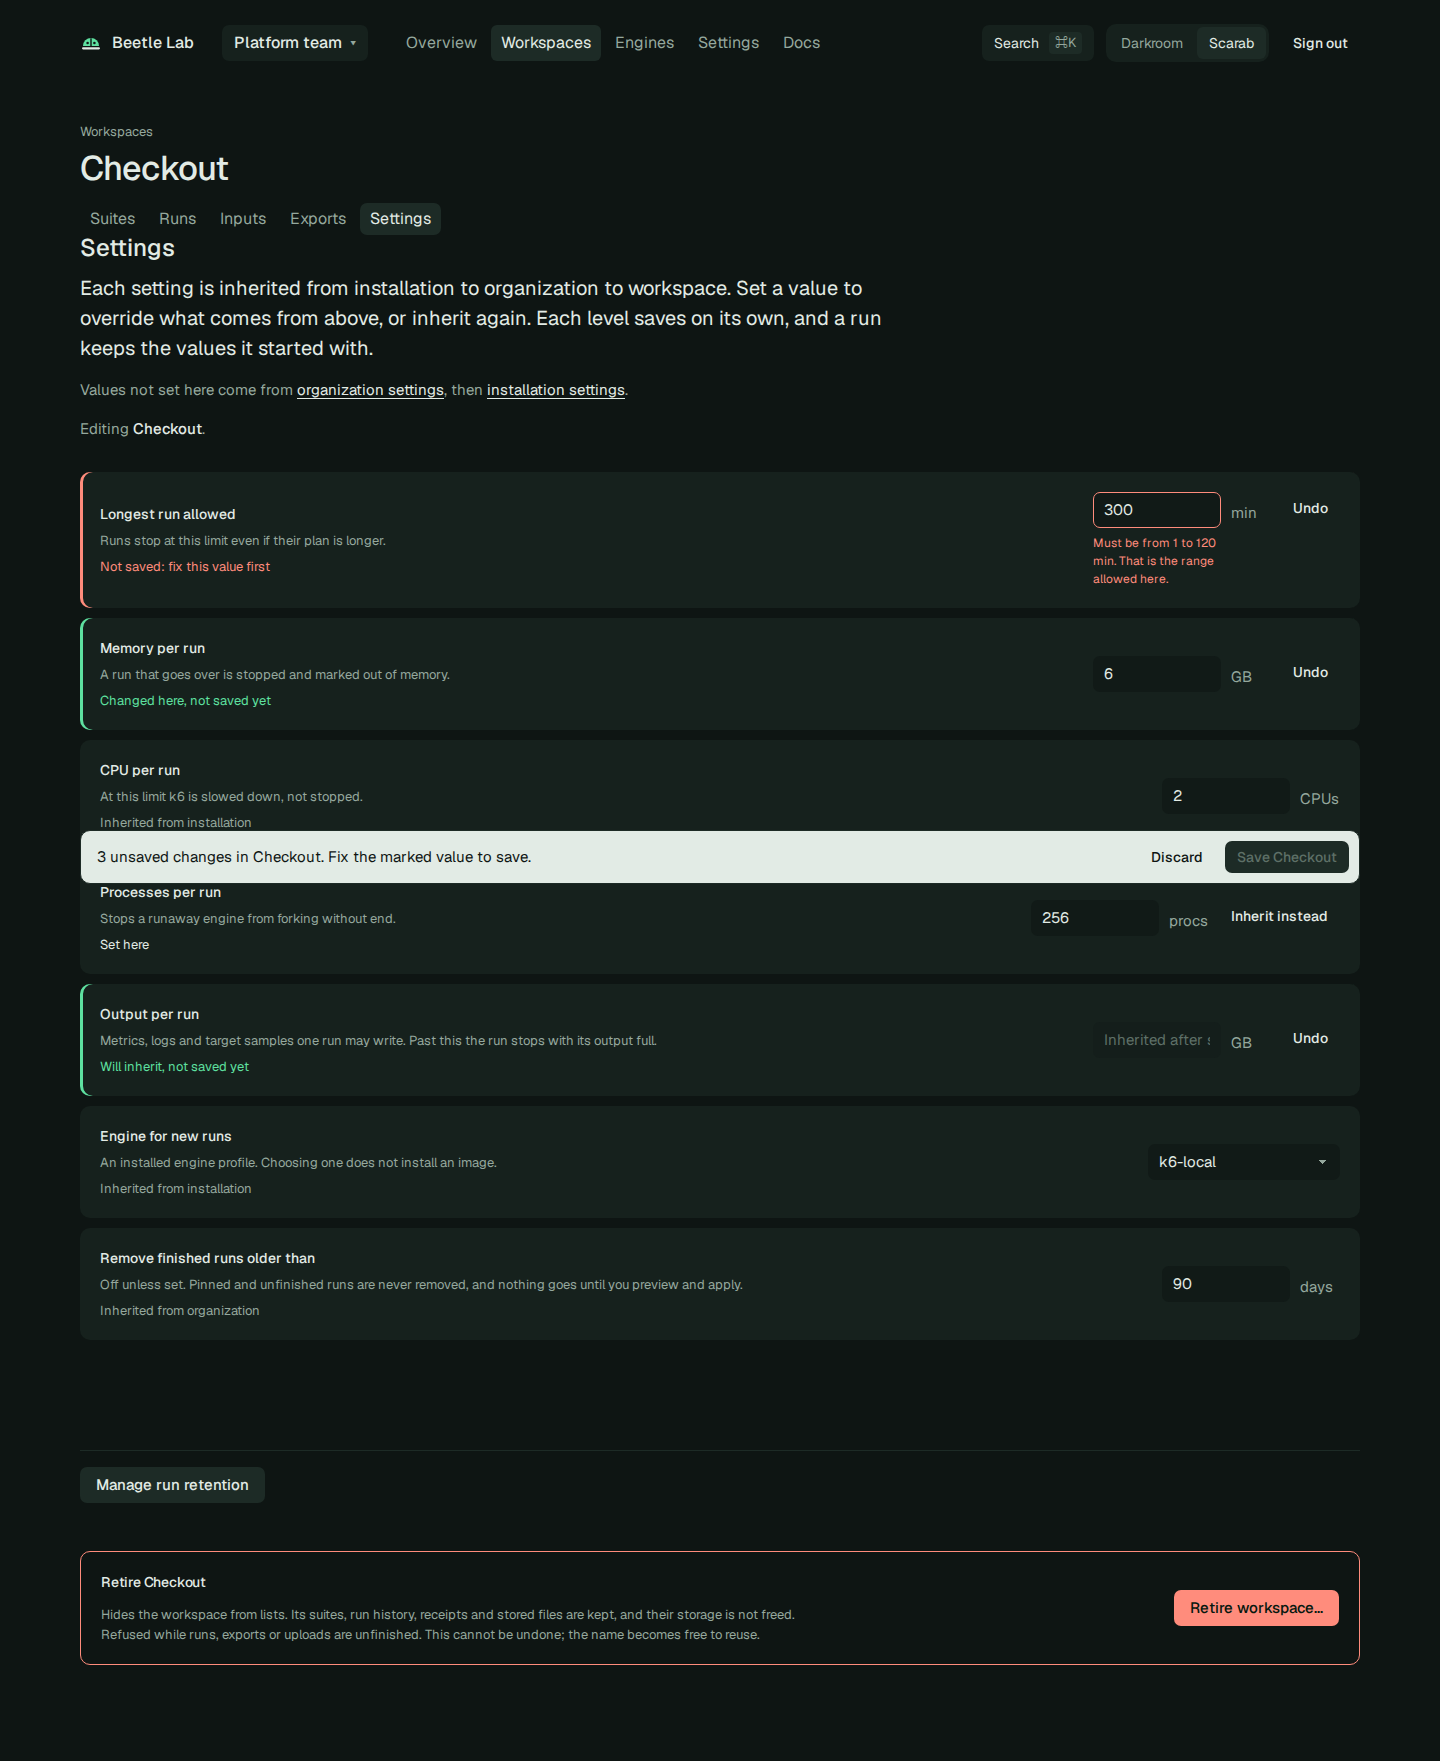 Beetle Lab
Platform team
Overview
Workspaces
Engines
Settings
Docs
Search ⌘K
Darkroom
Scarab
Sign out
Workspaces
Checkout
Suites
Runs
Inputs
Exports
Settings
Settings
Each setting is inherited from installation to organization to workspace. Set a value to
override what comes from above, or inherit again. Each level saves on its own, and a run
keeps the values it started with.
Values not set here come from organization settings, then installation settings.
Editing Checkout.
Longest run allowed
Runs stop at this limit even if their plan is longer.
Not saved: fix this value first
300
min
Must be from 1 to 120
min. That is the range
allowed here.
Undo
Memory per run
A run that goes over is stopped and marked out of memory.
Changed here, not saved yet
6
GB
Undo
CPU per run
At this limit k6 is slowed down, not stopped.
Inherited from installation
2
CPUs
3 unsaved changes in Checkout. Fix the marked value to save.
Discard
Save Checkout
Processes per run
Stops a runaway engine from forking without end.
Set here
256
procs
Inherit instead
Output per run
Metrics, logs and target samples one run may write. Past this the run stops with its output full.
Will inherit, not saved yet
Inherited after
GB
Undo
Engine for new runs
An installed engine profile. Choosing one does not install an image.
Inherited from installation
k6-local
Remove finished runs older than
Off unless set. Pinned and unfinished runs are never removed, and nothing goes until you preview and apply.
Inherited from organization
90
days
Manage run retention
Retire Checkout
Hides the workspace from lists. Its suites, run history, receipts and stored files are kept, and their storage is not freed.
Refused while runs, exports or uploads are unfinished. This cannot be undone; the name becomes free to reuse.
Retire workspace…